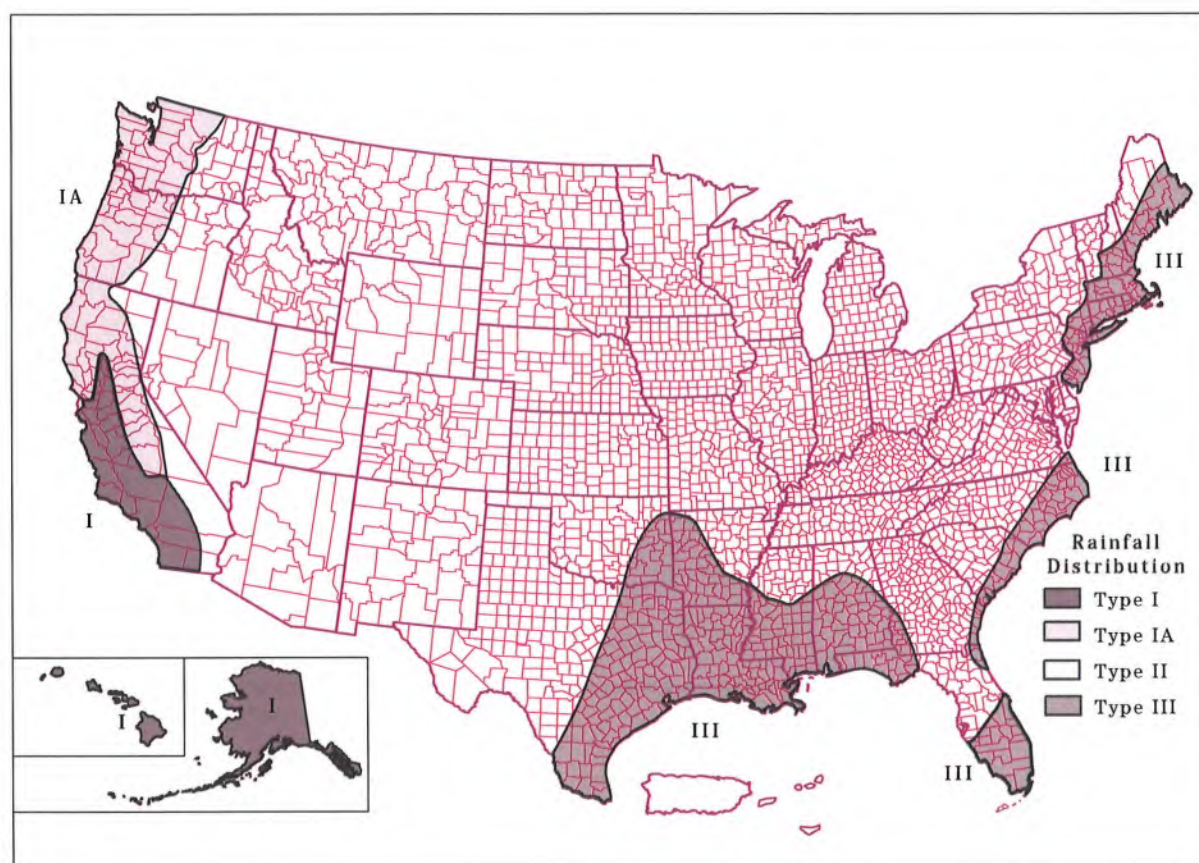 IA
III
III
I
Rainfall
Distribution
Type I
Type IA
Type II
Type III
I
I
III
III